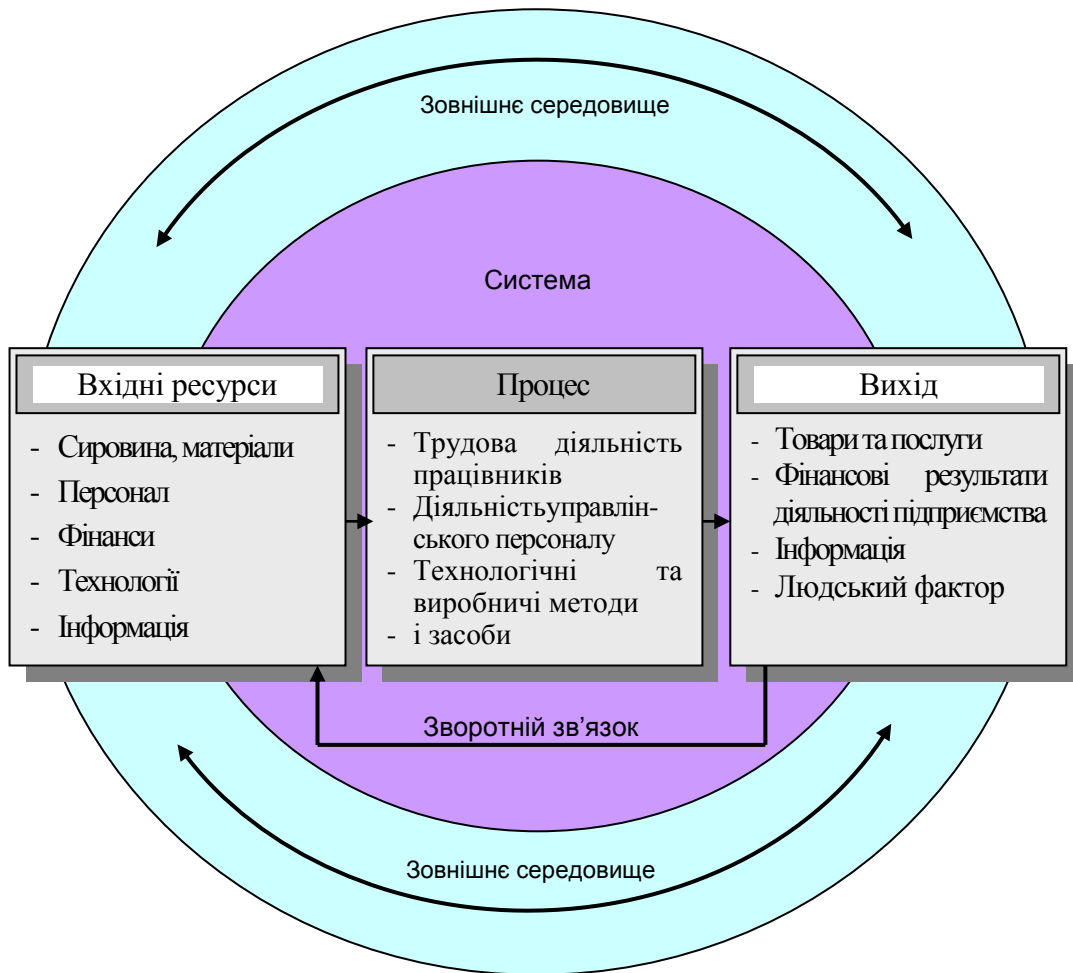 Зовнішнє середовище
Система
Вхідні ресурси
- Сировина, матеріали
- Персонал
- Фінанси
- Технології
- Інформація
Процес
- Трудова діяльність
працівників
- Діяльністьуправлін-
ського персоналу
- Технологічні та
виробничі методи
- і засоби
Вихід
- Товари та послуги
- Фінансові результати
діяльності підприємства
- Інформація
- Людський фактор
Зворотній зв’язок
Зовнішнє середовище